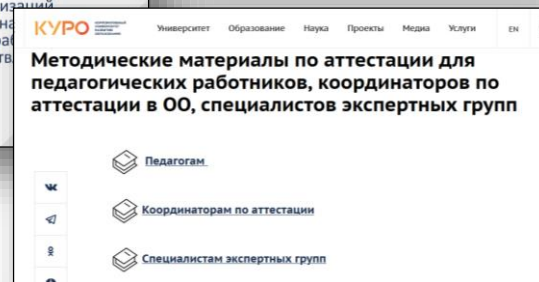 изаций
КУРО
Университет Образование Наука Проекты Медиа Услуги EN
Методические материалы по аттестации для
педагогических работников, координаторов по
аттестации в ОО, специалистов экспертных групп
Педагогам
Координаторам по аттестации
Специалистам экспертных групп